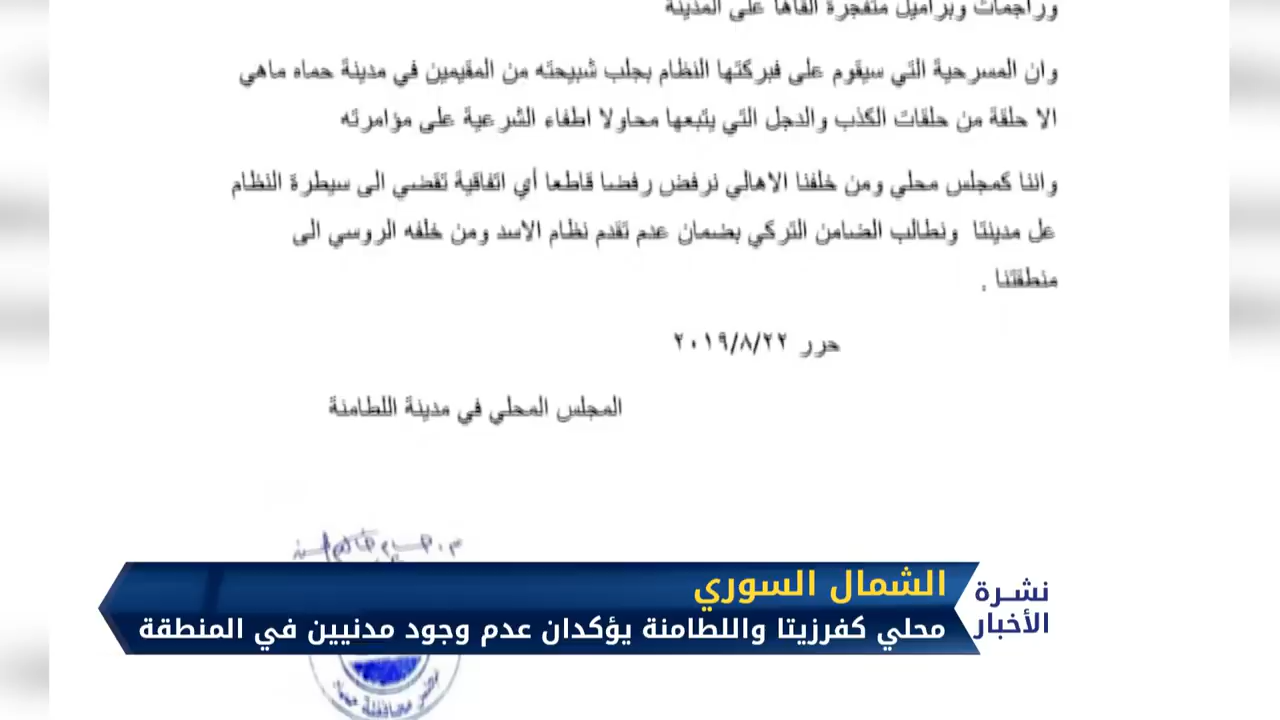 وراجمات وبراميل متفجرة القاها على المدينة
وان المسرحية التي سيقوم على فبركتها النظام بجلب شبيحته من المقيمين في مدينة حماه ماهي
الا حلقة من حلقات الكذب والدجل التي يتبعها محاولا اطفاء الشرعية على مؤامرته
واننا كمجلس محلي ومن خلفنا الاهالي نرفض رفضا قاطعا أي اتفاقية تقضي الى سيطرة النظام
عل مدينتا ونطالب الضامن التركي بضمان عدم تقدم نظام الاسد ومن خلفه الروسي الى
منطقتنا .
حرر ٢٠١٩/٨/٢٢
المجلس المحلي في مدينة اللطامنة
نشرة
الأخبار
الشمال السوري
محلي كفرزيتا واللطامنة يؤكدان عدم وجود مدنيين في المنطقة